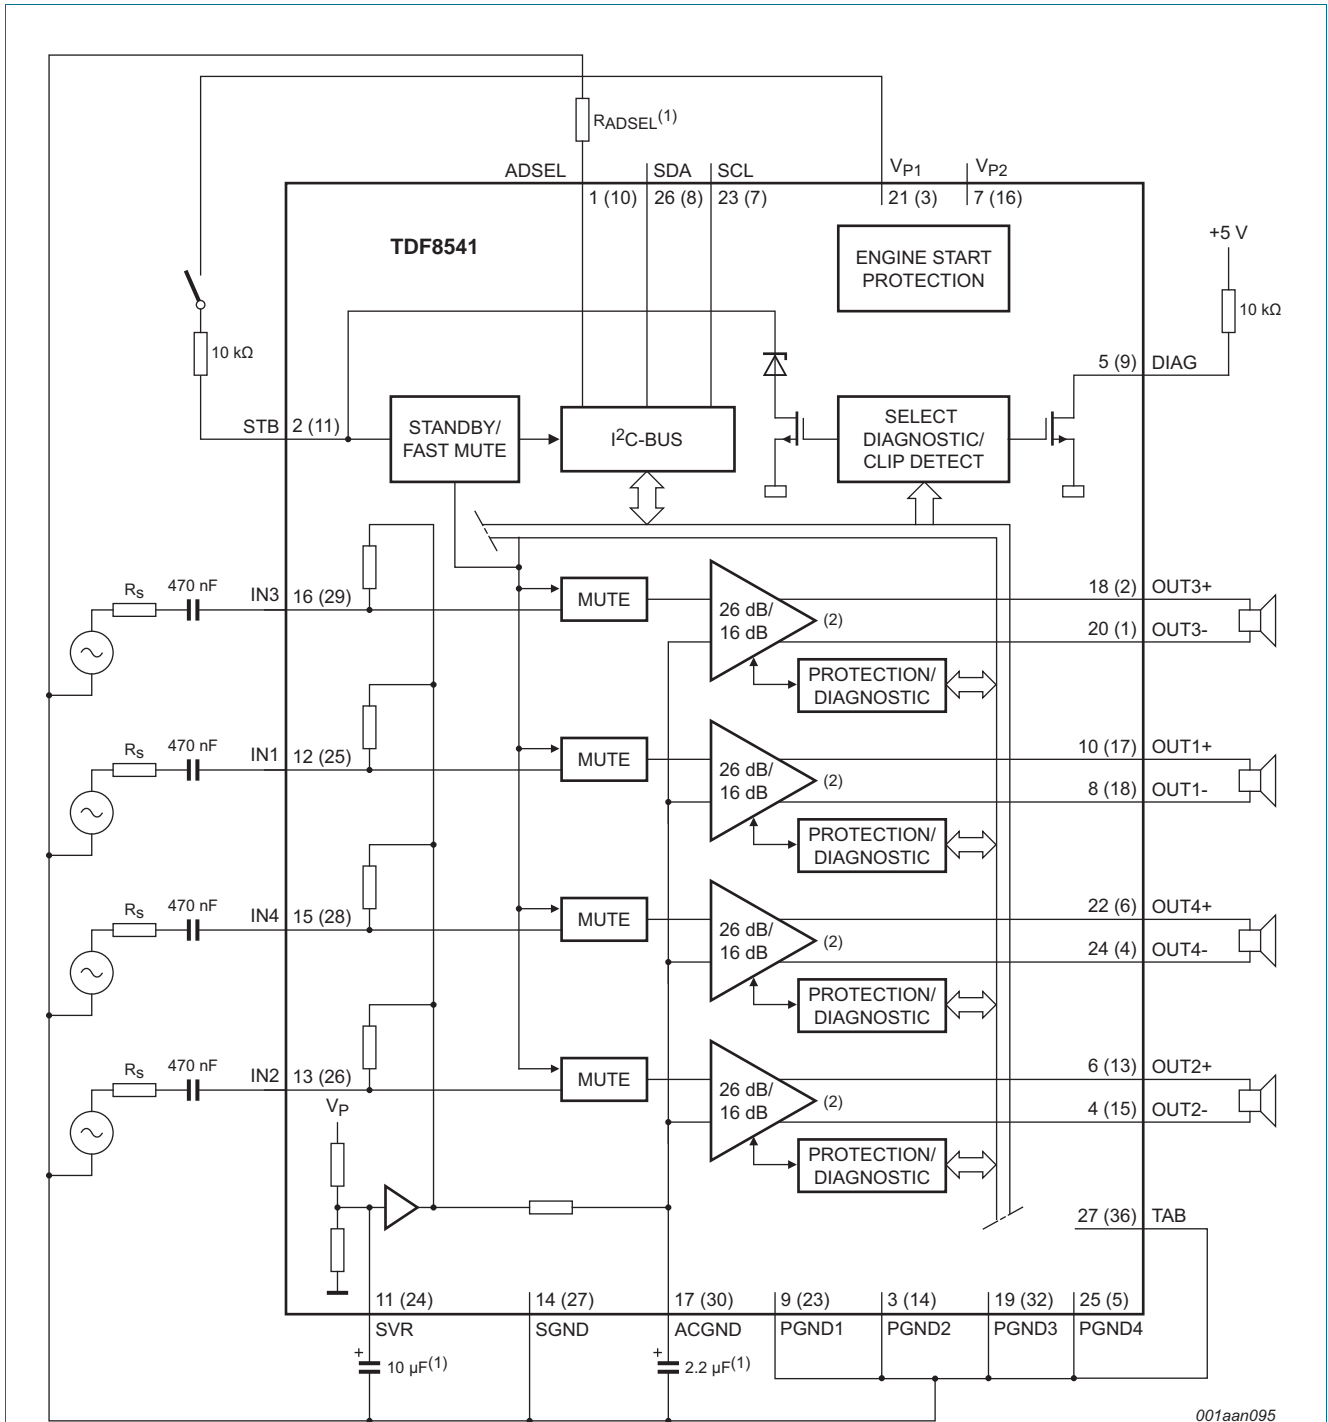 R_ADSEL(1)
ADSEL SDA SCL V_P1 V_P2
1 (10) 26 (8) 23 (7) 21 (3) 7 (16)
TDF8541
ENGINE START
PROTECTION
+5 V
10 kΩ
10 kΩ
5 (9) DIAG
STB 2 (11)
STANDBY/
FAST MUTE
I²C-BUS
SELECT
DIAGNOSTIC/
CLIP DETECT
Rs 470 nF IN3 16 (29)
MUTE
26 dB/
16 dB
(2)
18 (2) OUT3+
20 (1) OUT3-
PROTECTION/
DIAGNOSTIC
Rs 470 nF IN1 12 (25)
MUTE
26 dB/
16 dB
(2)
10 (17) OUT1+
8 (18) OUT1-
PROTECTION/
DIAGNOSTIC
Rs 470 nF IN4 15 (28)
MUTE
26 dB/
16 dB
(2)
22 (6) OUT4+
24 (4) OUT4-
PROTECTION/
DIAGNOSTIC
Rs 470 nF IN2 13 (26)
MUTE
26 dB/
16 dB
(2)
6 (13) OUT2+
4 (15) OUT2-
PROTECTION/
DIAGNOSTIC
V_P
27 (36) TAB
11 (24) 14 (27) 17 (30) 9 (23) 3 (14) 19 (32) 25 (5)
SVR SGND ACGND PGND1 PGND2 PGND3 PGND4
+ 10 µF(1) + 2.2 µF(1)
001aan095